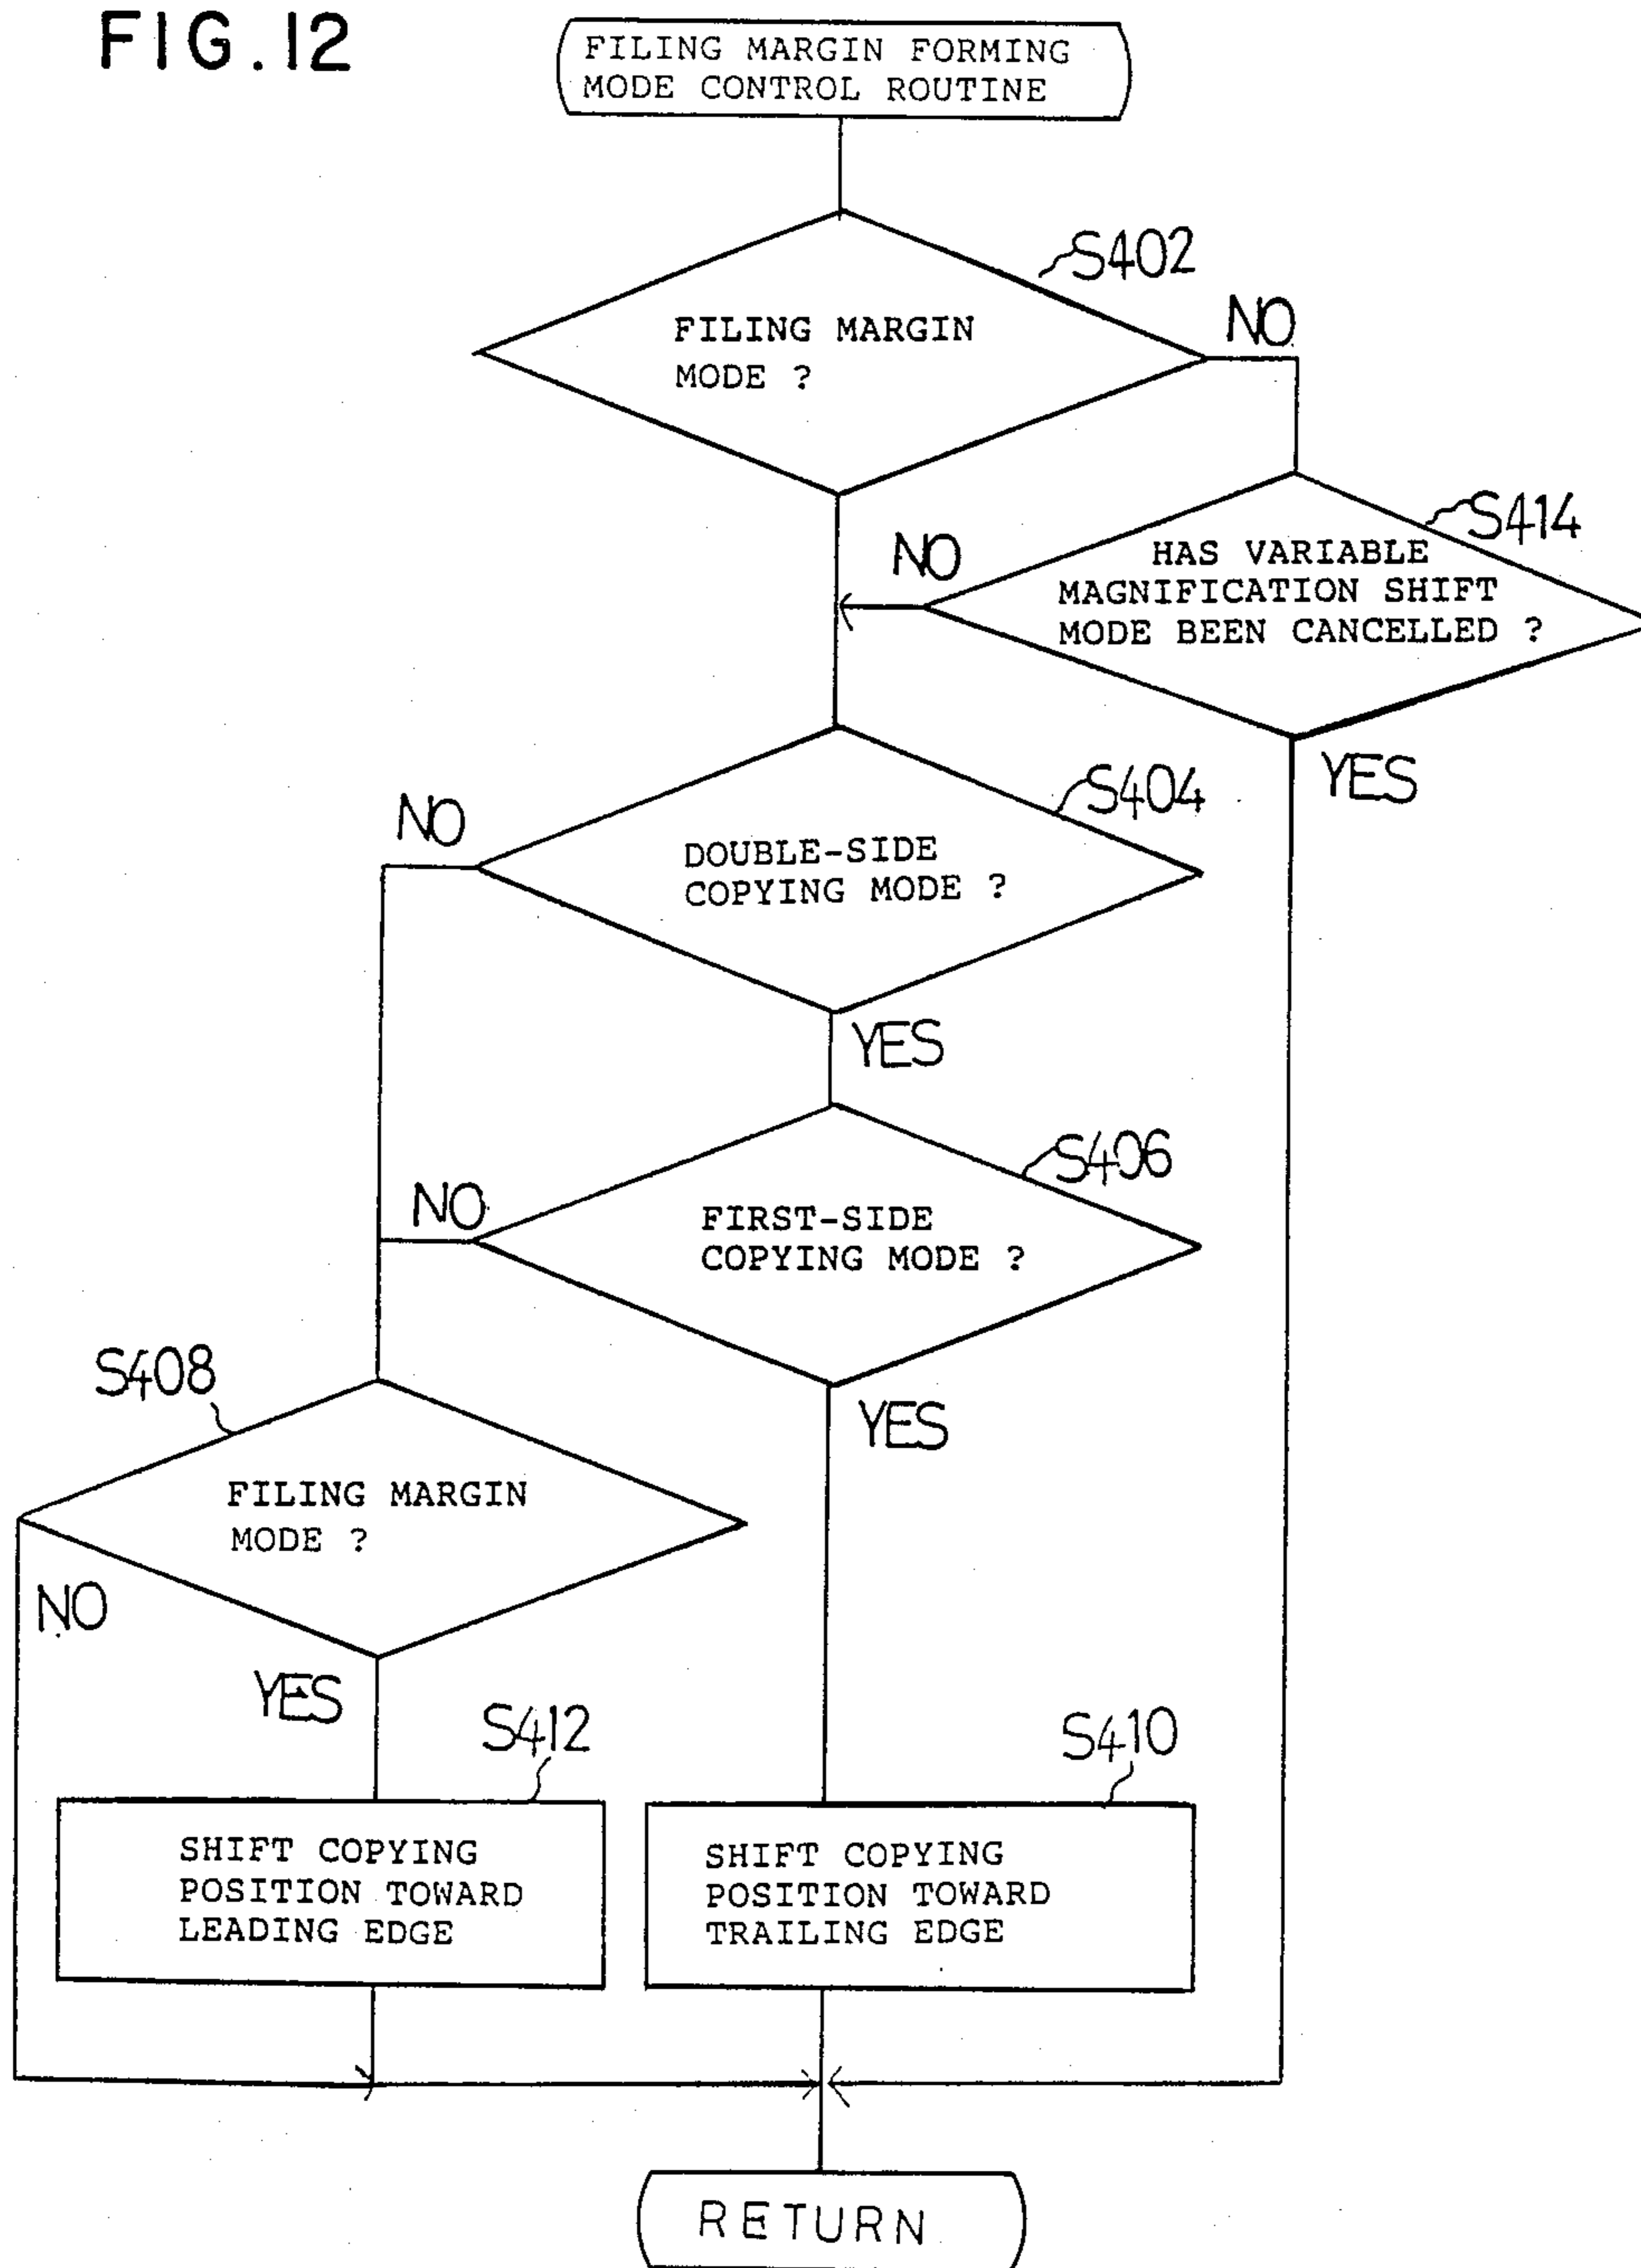 FIG.12
FILING MARGIN FORMING
MODE CONTROL ROUTINE
S402
FILING MARGIN
MODE ?
NO
S414
NO
HAS VARIABLE
MAGNIFICATION SHIFT
MODE BEEN CANCELLED ?
YES
S404
NO
DOUBLE-SIDE
COPYING MODE ?
YES
S406
NO
FIRST-SIDE
COPYING MODE ?
YES
S408
FILING MARGIN
MODE ?
NO
YES
S412
S410
SHIFT COPYING
POSITION TOWARD
LEADING EDGE
SHIFT COPYING
POSITION TOWARD
TRAILING EDGE
RETURN